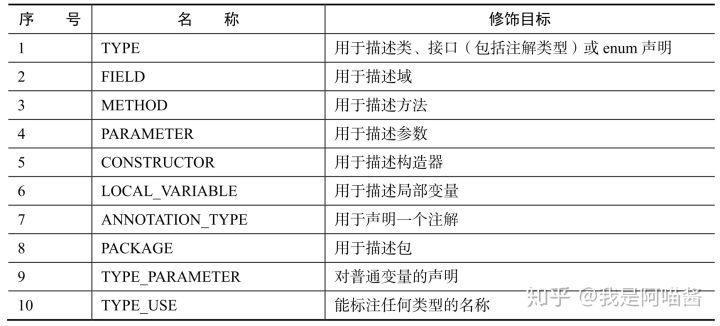 序 号 名 称 修饰目标
1 TYPE 用于描述类、接口（包括注解类型）或 enum 声明
2 FIELD 用于描述域
3 METHOD 用于描述方法
4 PARAMETER 用于描述参数
5 CONSTRUCTOR 用于描述构造器
6 LOCAL_VARIABLE 用于描述局部变量
7 ANNOTATION_TYPE 用于声明一个注解
8 PACKAGE 用于描述包
9 TYPE_PARAMETER 对普通变量的声明
10 TYPE_USE 能标注任何类型的名称
知乎 @我是阿喵酱